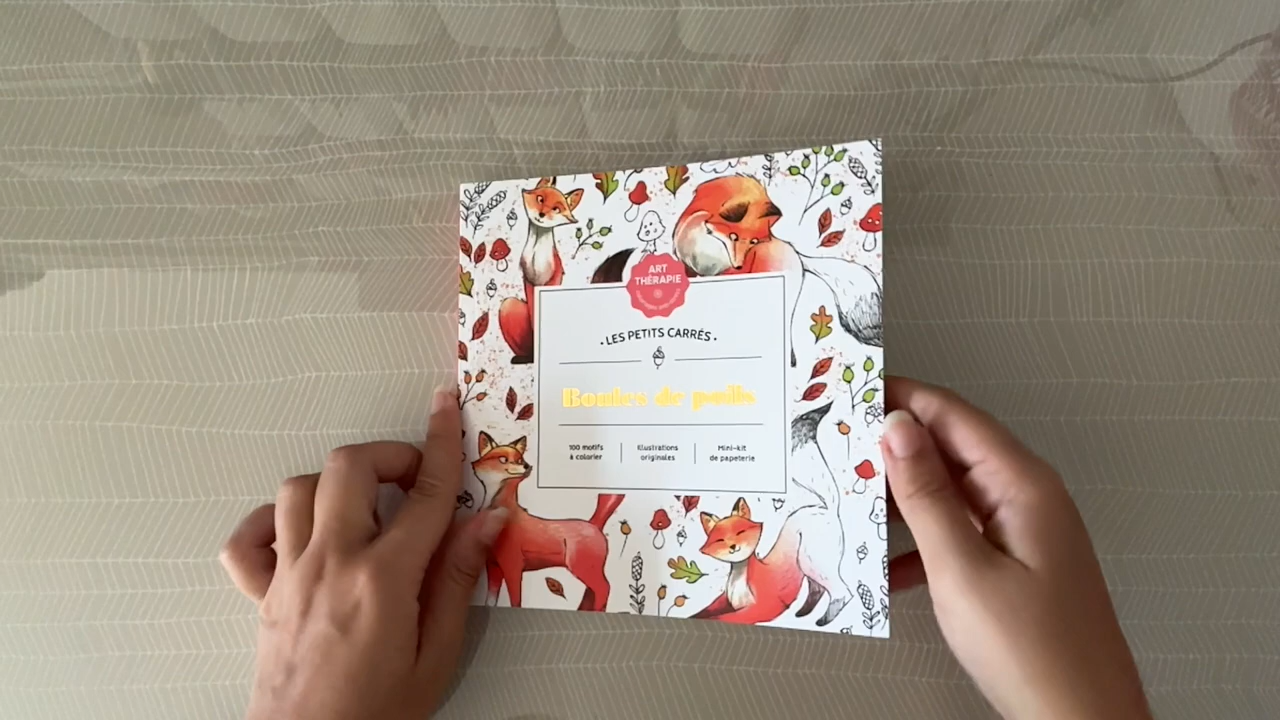 ART
THÉRAPIE
• LES PETITS CARRÉS •
Boules de poils
100 motifs
à colorier
Illustrations
originales
Mini-kit
de papeterie